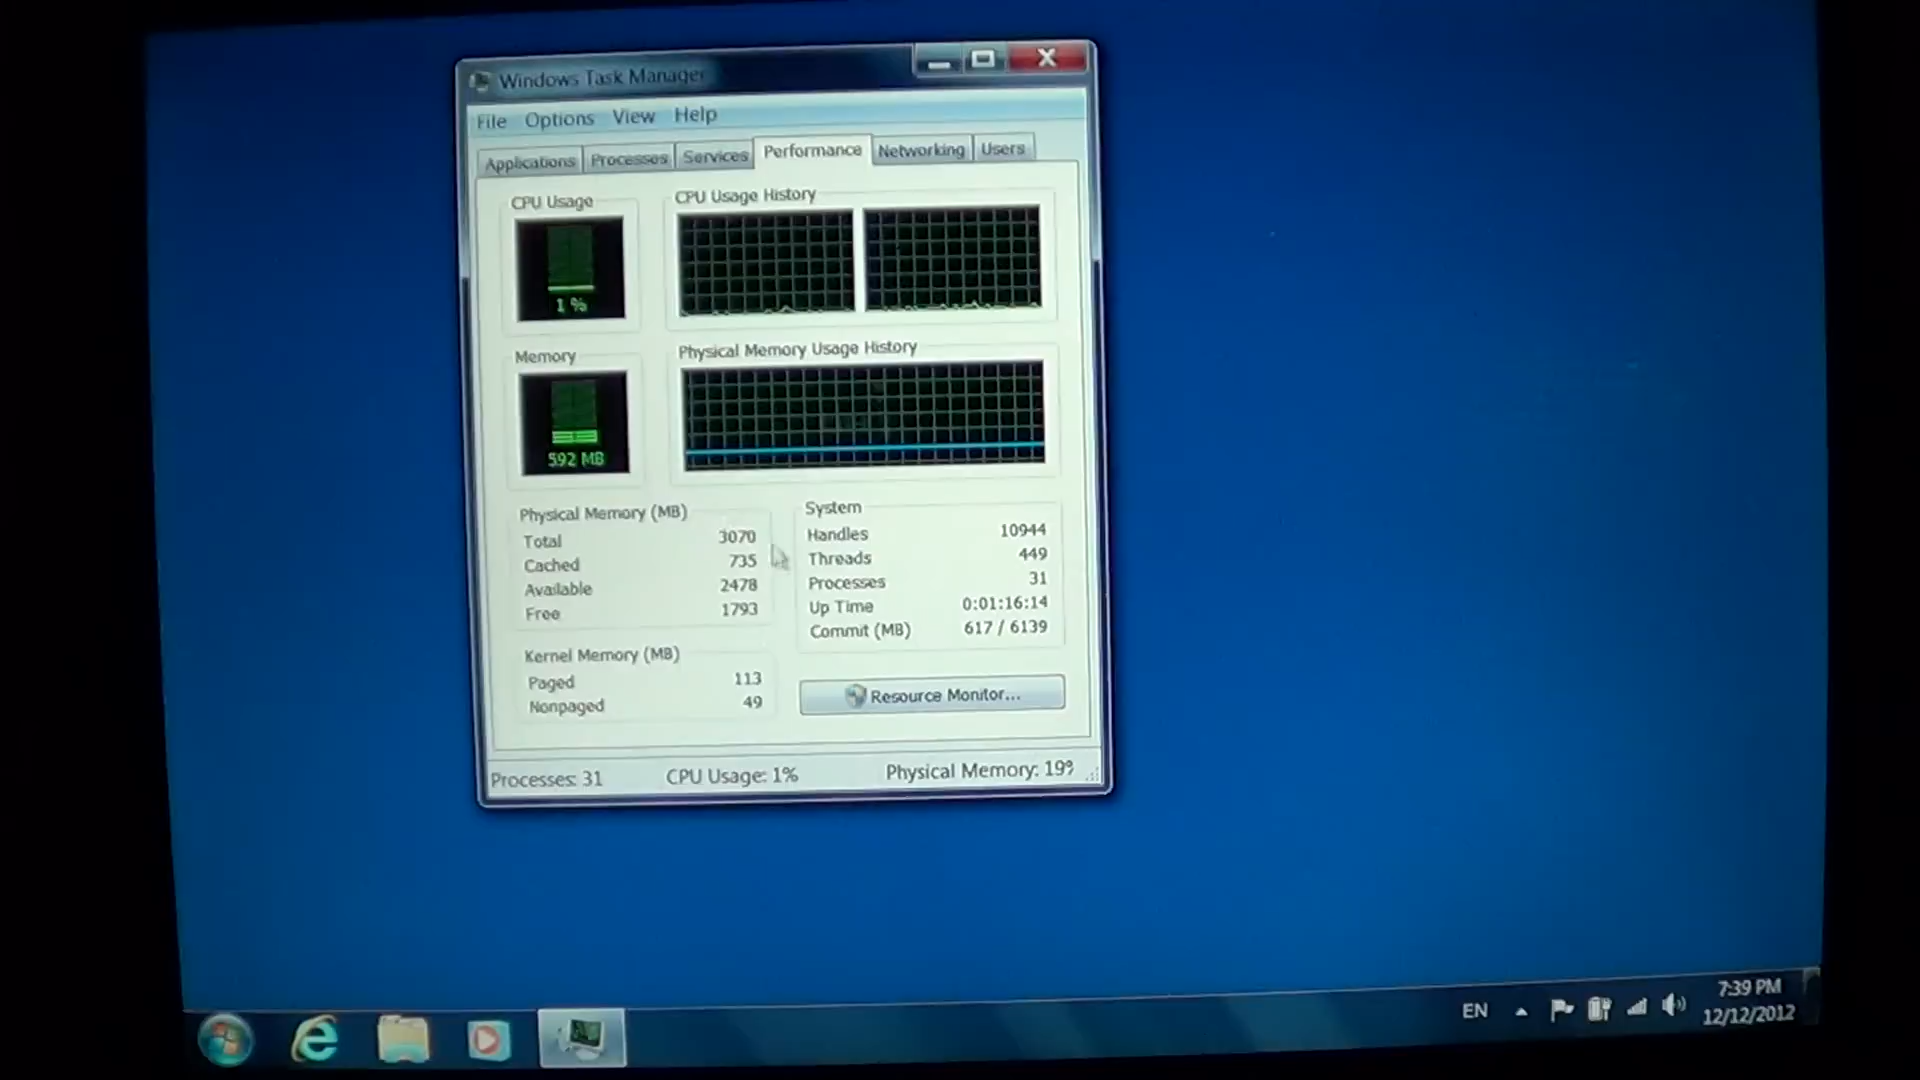 Windows Task Manager
File Options View Help
Applications Processes Services Performance Networking Users
CPU Usage
CPU Usage History
1 %
Memory
Physical Memory Usage History
592 MB
Physical Memory (MB)
Total 3070
Cached 735
Available 2478
Free 1793
System
Handles 10944
Threads 449
Processes 31
Up Time 0:01:16:14
Commit (MB) 617 / 6139
Kernel Memory (MB)
Paged 113
Nonpaged 49
Resource Monitor...
Processes: 31 CPU Usage: 1% Physical Memory: 19%
EN
7:39 PM
12/12/2012